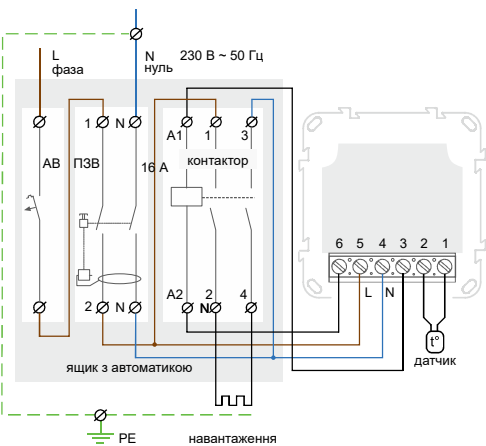 L
фаза
N
нуль
230 В ~ 50 Гц
1 N A1 1 3
АВ ПЗВ 16 А контактор
6 5 4 3 2 1
L N
2 N A2 2 4
N
t°
датчик
ящик з автоматикою
PE
навантаження